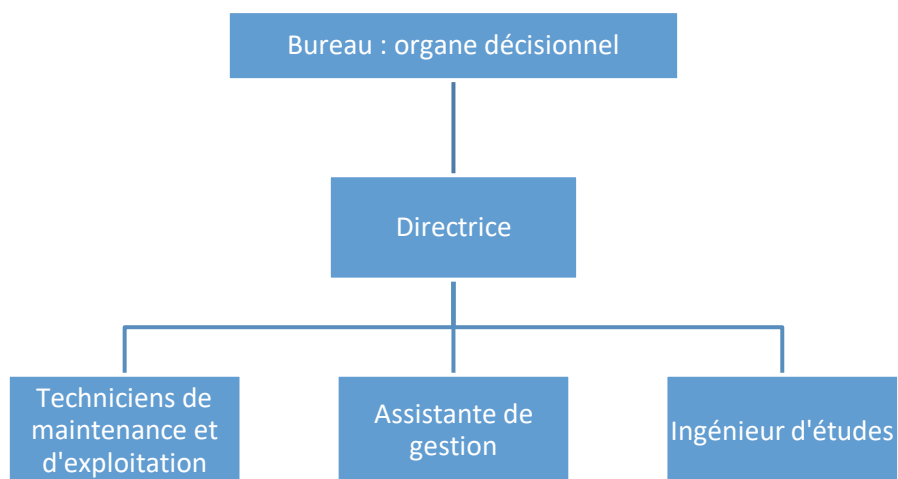 Bureau : organe décisionnel
Directrice
Techniciens de
maintenance et
d'exploitation
Assistante de
gestion
Ingénieur d'études